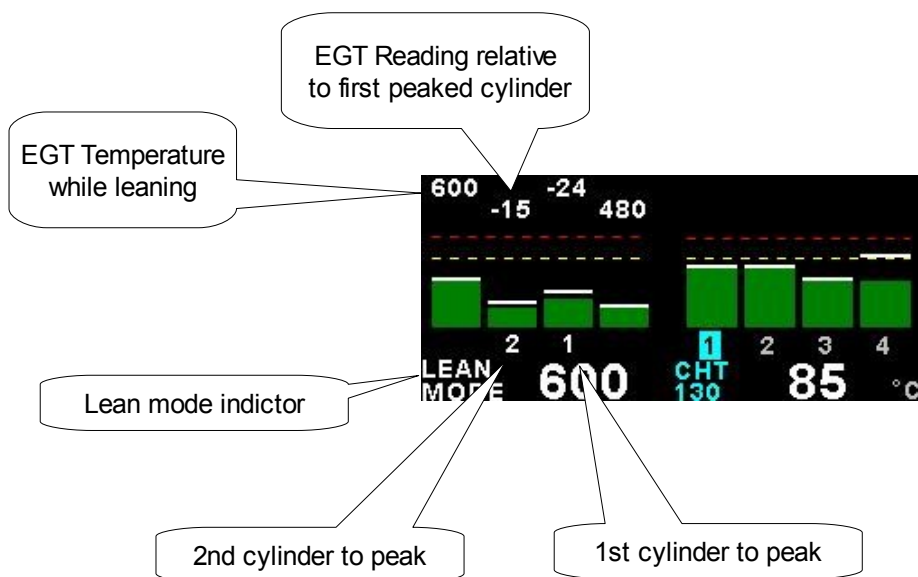 EGT Reading relative
to first peaked cylinder
EGT Temperature
while leaning
600 -24
-15 480
2 1
1 2 3 4
LEAN
MODE
600
CHT
130
85
°C
Lean mode indictor
2nd cylinder to peak
1st cylinder to peak